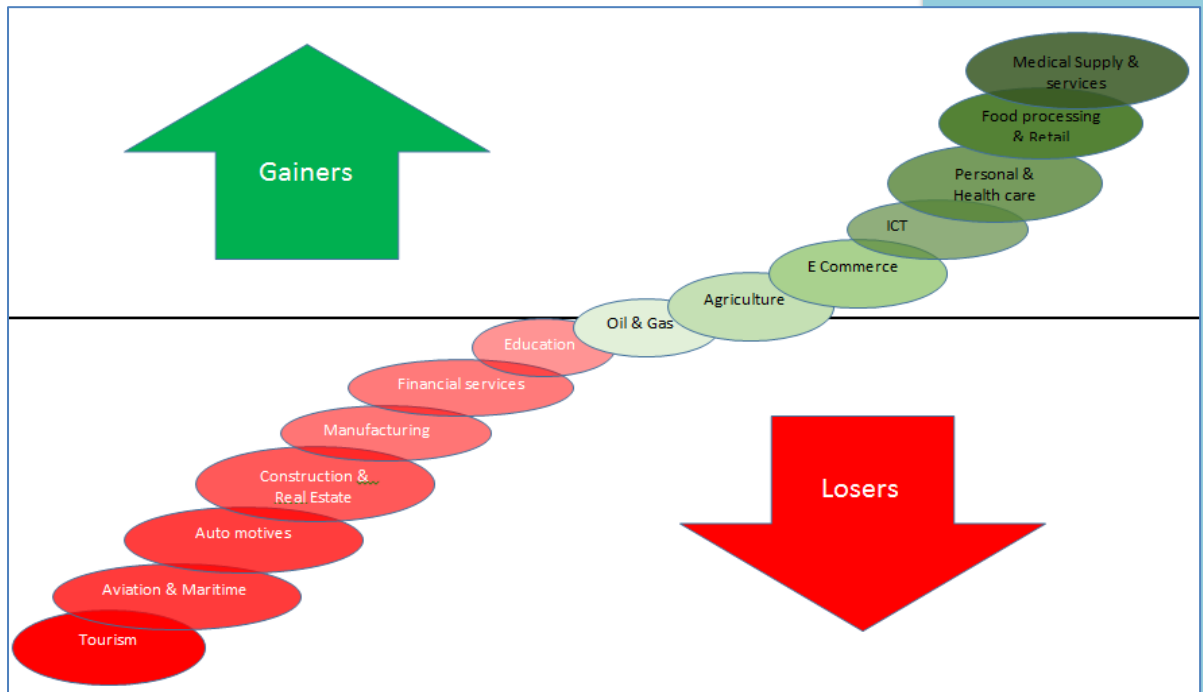 Medical Supply &
services
Food processing
& Retail
Gainers
Personal &
Health care
ICT
E Commerce
Agriculture
Oil & Gas
Education
Financial services
Manufacturing
Construction &
Real Estate
Losers
Auto motives
Aviation & Maritime
Tourism